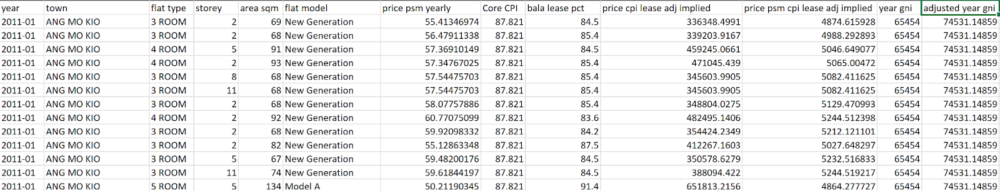 year town flat type storey area sqm flat model price psm yearly Core CPI bala lease pct price cpi lease adj implied price psm cpi lease adj implied year gni adjusted year gni
2011-01 ANG MO KIO 3 ROOM 2 69 New Generation 55.41346974 87.821 84.5 336348.4991 4874.615928 65454 74531.14859
2011-01 ANG MO KIO 3 ROOM 2 68 New Generation 56.47911338 87.821 85.4 339203.9167 4988.292893 65454 74531.14859
2011-01 ANG MO KIO 4 ROOM 5 91 New Generation 57.36910149 87.821 84.5 459245.0661 5046.649077 65454 74531.14859
2011-01 ANG MO KIO 4 ROOM 2 93 New Generation 57.34767025 87.821 85.4 471045.439 5065.00472 65454 74531.14859
2011-01 ANG MO KIO 3 ROOM 8 68 New Generation 57.54475703 87.821 85.4 345603.9905 5082.411625 65454 74531.14859
2011-01 ANG MO KIO 3 ROOM 11 68 New Generation 57.54475703 87.821 85.4 345603.9905 5082.411625 65454 74531.14859
2011-01 ANG MO KIO 3 ROOM 2 68 New Generation 58.07757886 87.821 85.4 348804.0275 5129.470993 65454 74531.14859
2011-01 ANG MO KIO 4 ROOM 2 92 New Generation 60.77075099 87.821 83.6 482495.1406 5244.512398 65454 74531.14859
2011-01 ANG MO KIO 3 ROOM 2 68 New Generation 59.92098332 87.821 84.2 354424.2349 5212.121101 65454 74531.14859
2011-01 ANG MO KIO 3 ROOM 2 82 New Generation 55.12863348 87.821 87.5 412267.1603 5027.648297 65454 74531.14859
2011-01 ANG MO KIO 3 ROOM 5 67 New Generation 59.48200176 87.821 84.5 350578.6279 5232.516833 65454 74531.14859
2011-01 ANG MO KIO 3 ROOM 11 74 New Generation 59.61844197 87.821 84.5 388094.422 5244.519217 65454 74531.14859
2011-01 ANG MO KIO 5 ROOM 5 134 Model A 50.21190345 87.821 91.4 651813.2156 4864.277727 65454 74531.14859